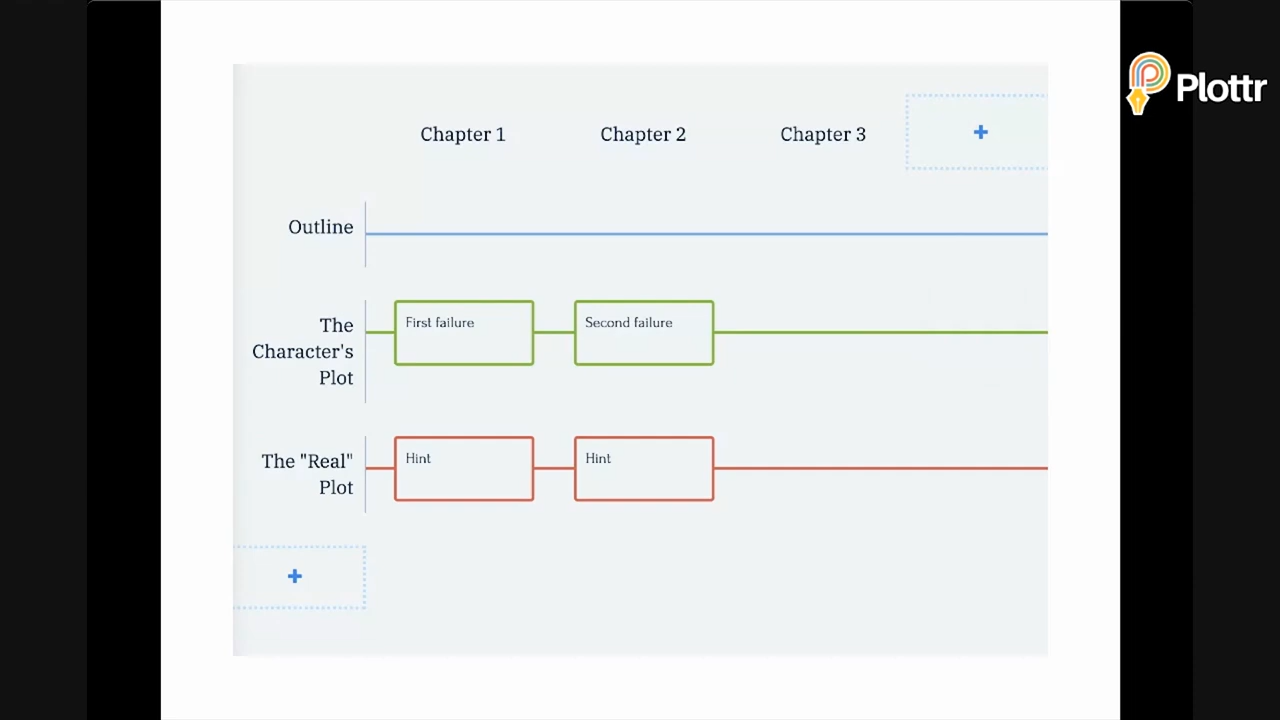 Plottr
Chapter 1
Chapter 2
Chapter 3
+
Outline
The
Character's
Plot
First failure
Second failure
The "Real"
Plot
Hint
Hint
+